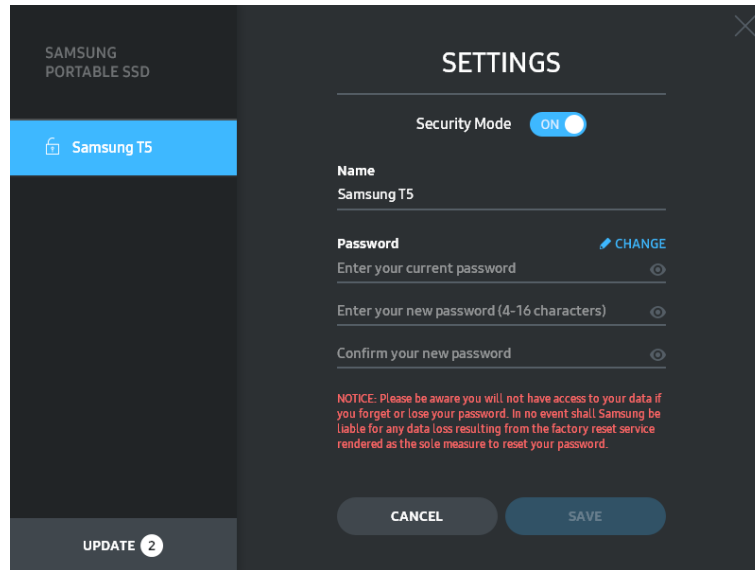 SAMSUNG
PORTABLE SSD
Samsung T5
UPDATE 2
SETTINGS
Security Mode ON
Name
Samsung T5
Password CHANGE
Enter your current password
Enter your new password (4-16 characters)
Confirm your new password
NOTICE: Please be aware you will not have access to your data if
you forget or lose your password. In no event shall Samsung be
liable for any data loss resulting from the factory reset service
rendered as the sole measure to reset your password.
CANCEL SAVE